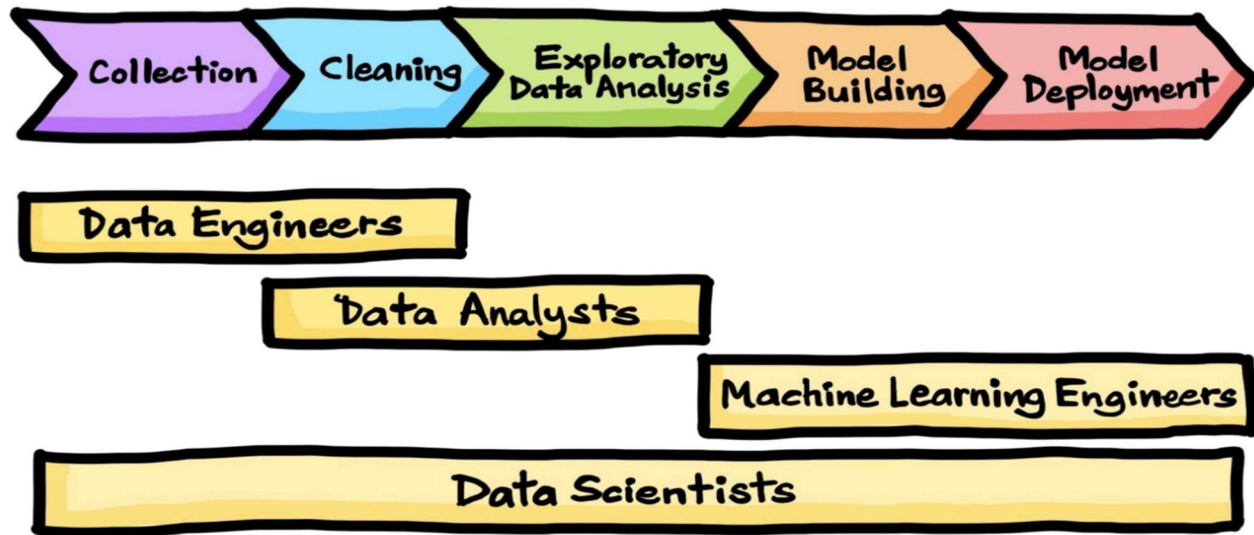 Collection
Cleaning
Exploratory
Data Analysis
Model
Building
Model
Deployment
Data Engineers
Data Analysts
Machine Learning Engineers
Data Scientists